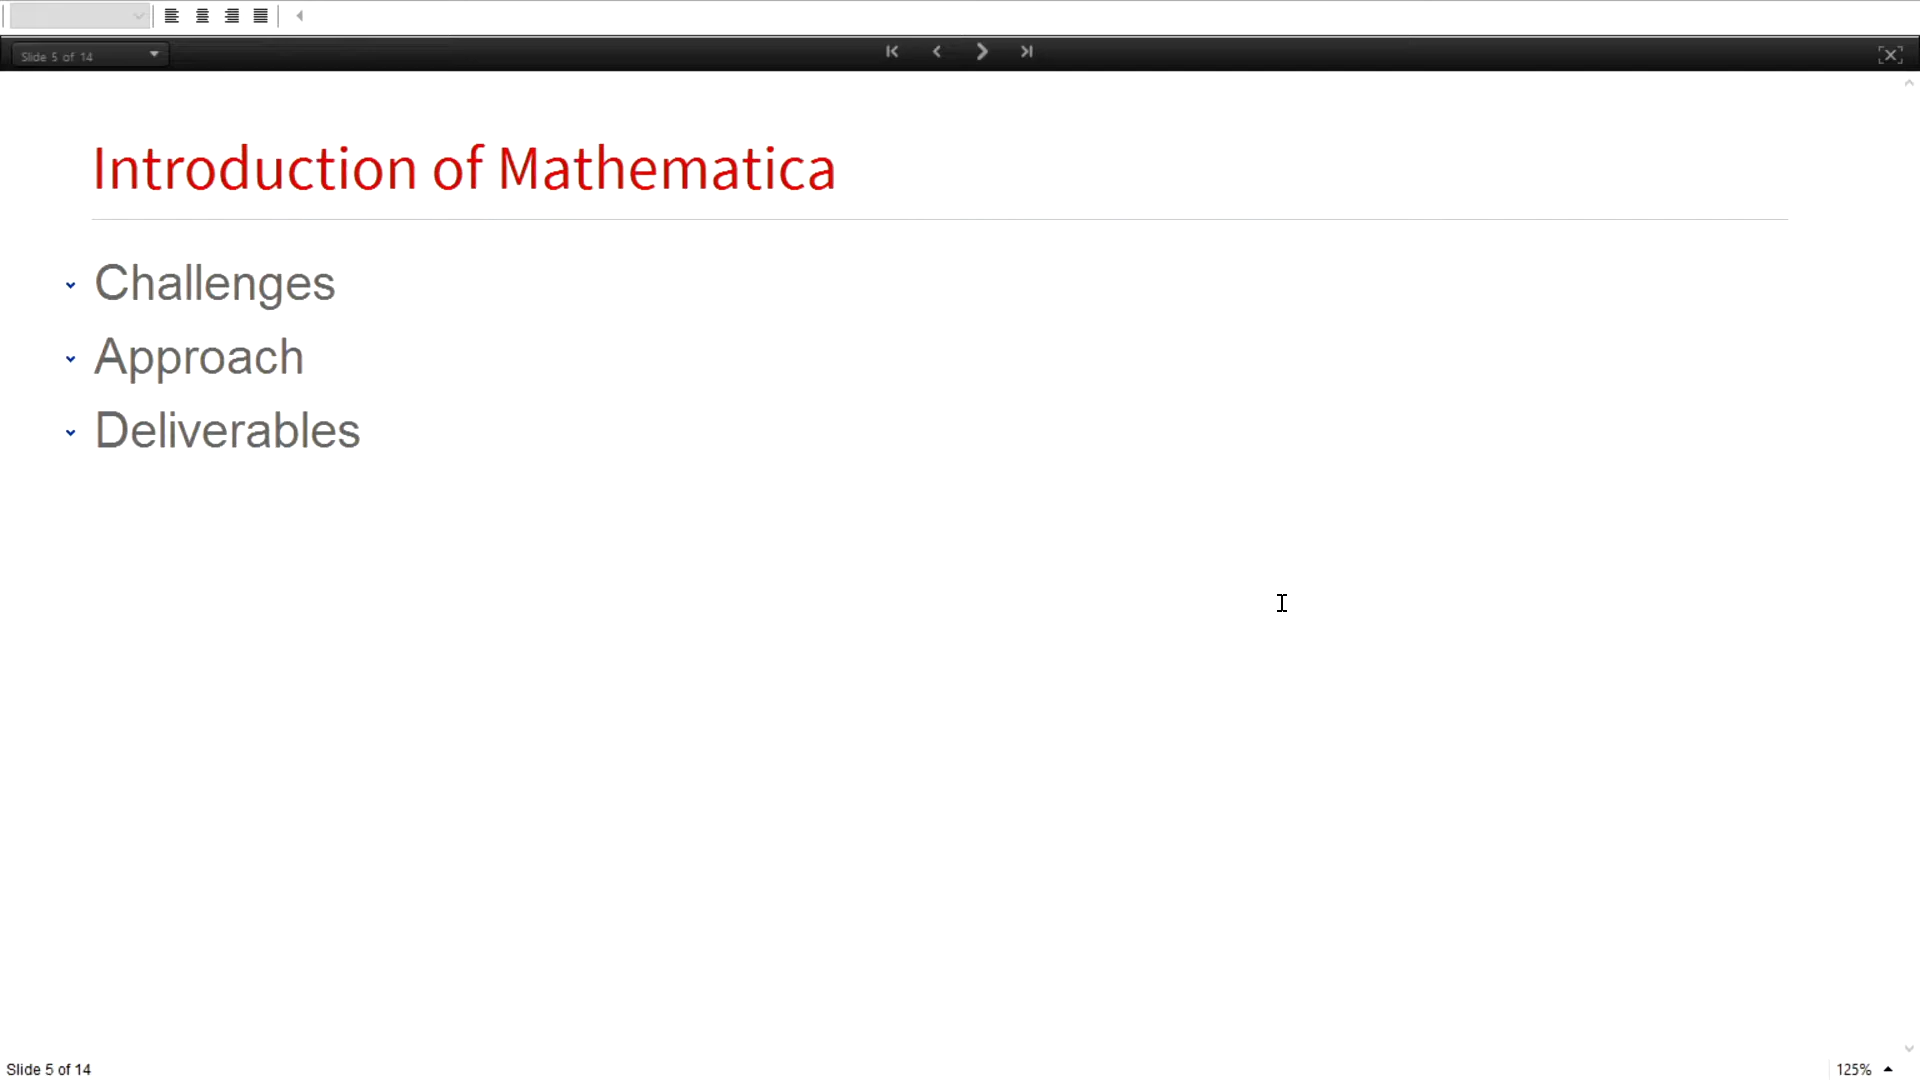 Slide 5 of 14
Introduction of Mathematica
Challenges
Approach
Deliverables
Slide 5 of 14
125%